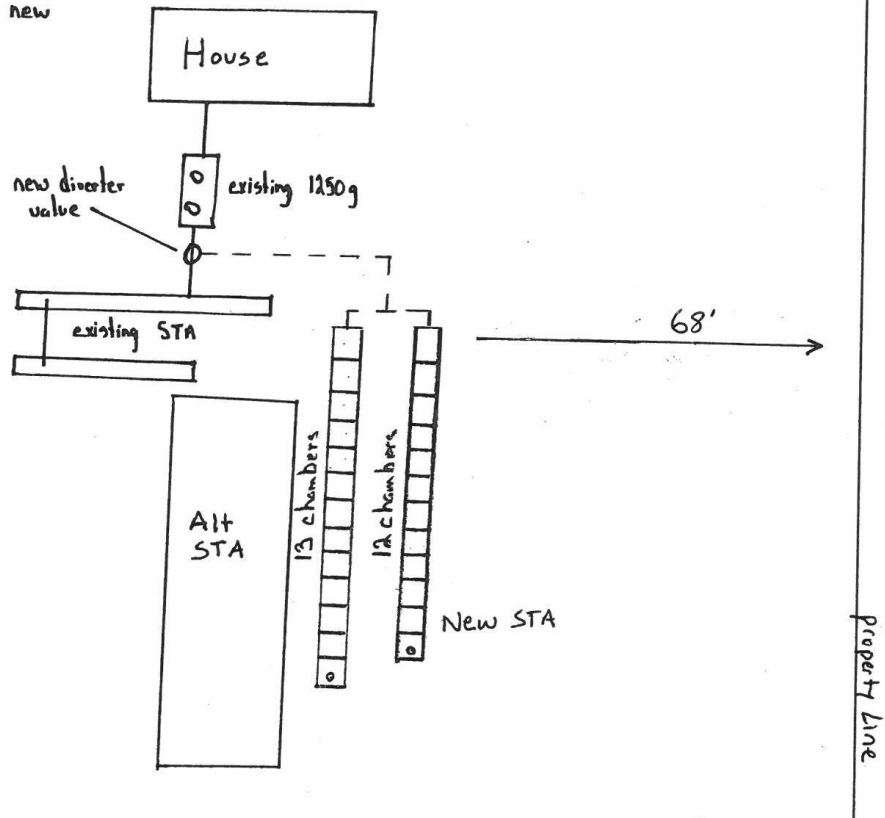 new
House
new diverter
value
existing 1250g
existing STA
68'
13 chambers
12 chambers
Alt
STA
New STA
property Line